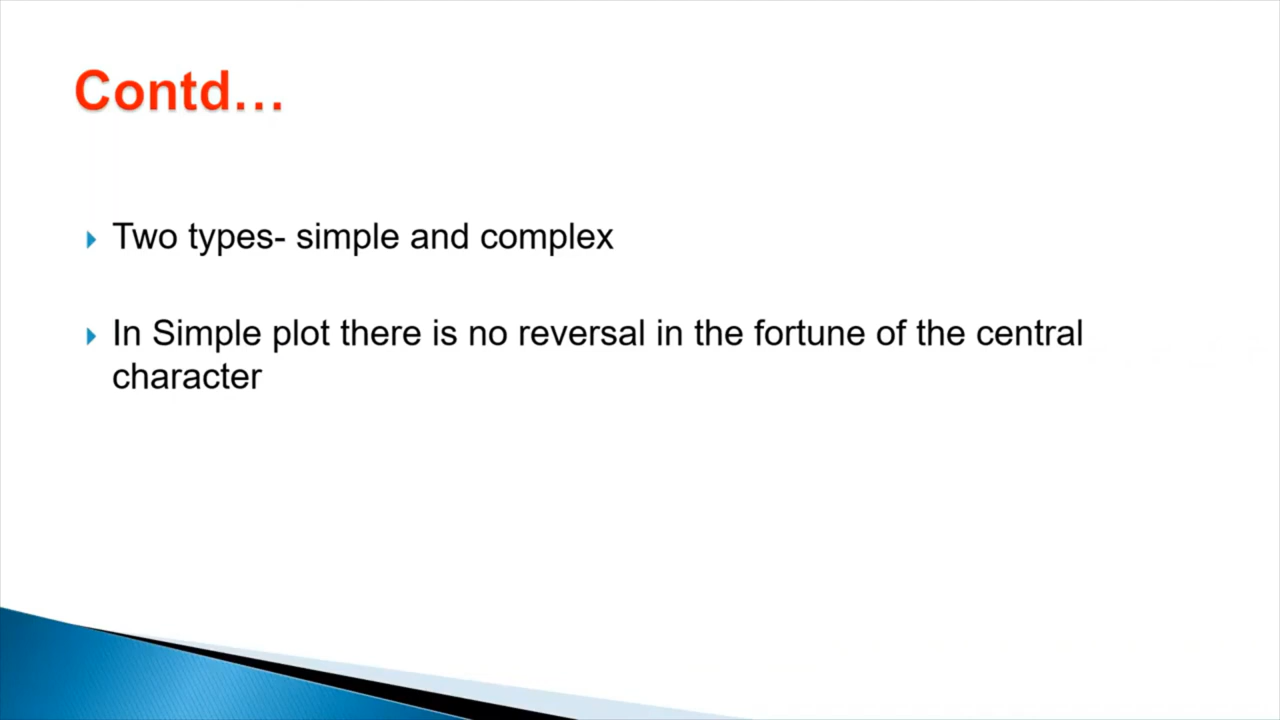 Contd…
Two types- simple and complex
In Simple plot there is no reversal in the fortune of the central
character